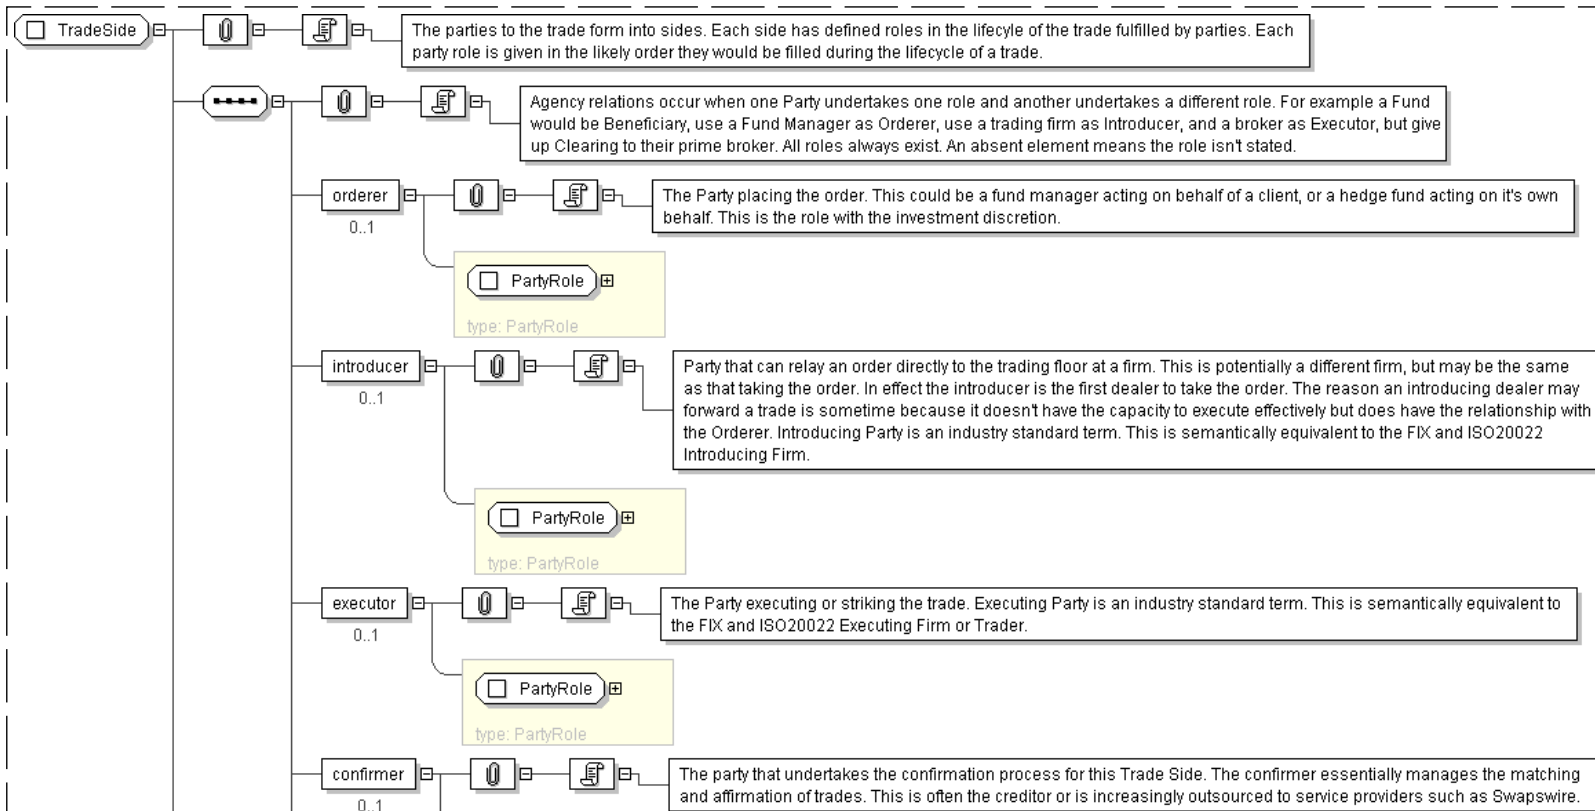 TradeSide
The parties to the trade form into sides. Each side has defined roles in the lifecyle of the trade fulfilled by parties. Each
party role is given in the likely order they would be filled during the lifecycle of a trade.
Agency relations occur when one Party undertakes one role and another undertakes a different role. For example a Fund
would be Beneficiary, use a Fund Manager as Orderer, use a trading firm as Introducer, and a broker as Executor, but give
up Clearing to their prime broker. All roles always exist. An absent element means the role isn't stated.
orderer
0..1
The Party placing the order. This could be a fund manager acting on behalf of a client, or a hedge fund acting on it's own
behalf. This is the role with the investment discretion.
PartyRole
type: PartyRole
introducer
0..1
Party that can relay an order directly to the trading floor at a firm. This is potentially a different firm, but may be the same
as that taking the order. In effect the introducer is the first dealer to take the order. The reason an introducing dealer may
forward a trade is sometime because it doesn't have the capacity to execute effectively but does have the relationship with
the Orderer. Introducing Party is an industry standard term. This is semantically equivalent to the FIX and ISO20022
Introducing Firm.
PartyRole
type: PartyRole
executor
0..1
The Party executing or striking the trade. Executing Party is an industry standard term. This is semantically equivalent to
the FIX and ISO20022 Executing Firm or Trader.
PartyRole
type: PartyRole
confirmer
0..1
The party that undertakes the confirmation process for this Trade Side. The confirmer essentially manages the matching
and affirmation of trades. This is often the creditor or is increasingly outsourced to service providers such as Swapswire.